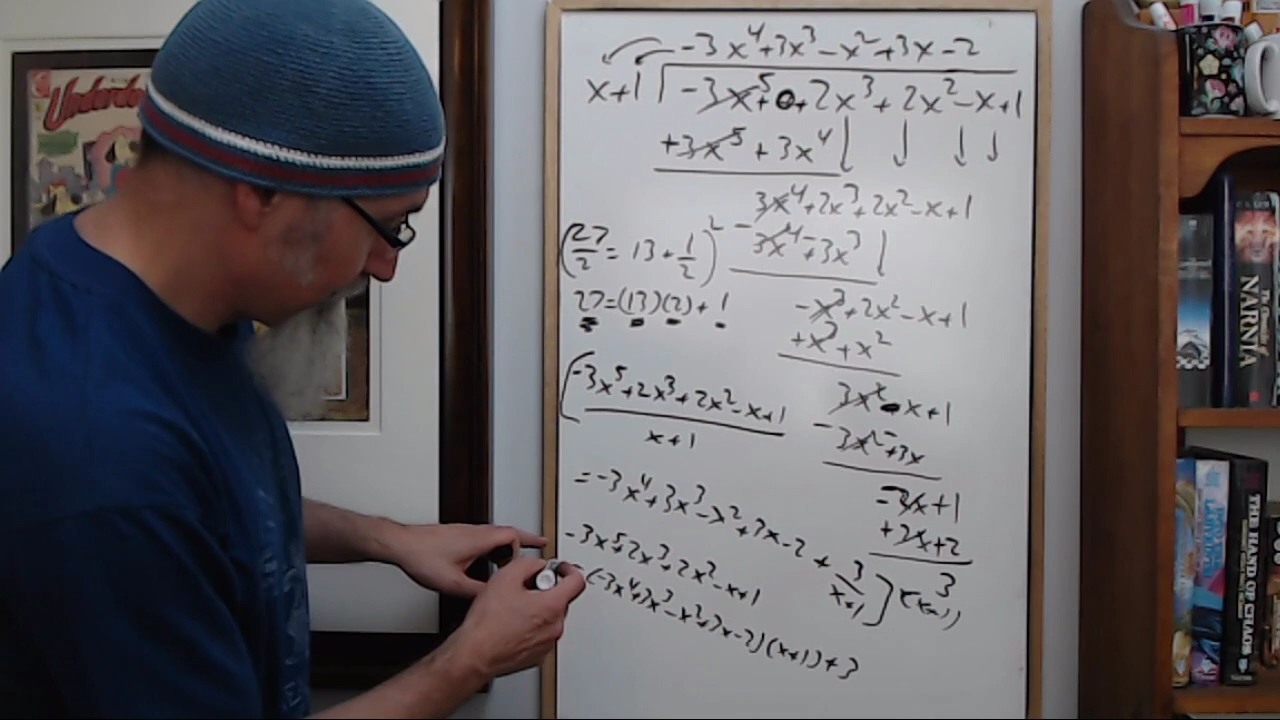 -3x⁴+3x³-x²+3x-2
x+1 -3x⁵+0+2x³+2x²-x+1
+3x⁵+3x⁴
3x⁴+2x³+2x²-x+1
-3x⁴+3x³
(27/2 = 13+1/2)²
27=(13)(2)+1
-x³+2x²-x+1
+x³+x²
3x²-x+1
-3x²+3x
-3x⁵+2x³+2x²-x+1
x+1
-2x+1
+2x+2
3
=-3x⁴+3x³-x²+3x-2+3/x+1](x+1)
-3x⁵+2x³+2x²-x+1
=(-3x⁴+3x³-x²+3x-2)(x+1)+3
NARNIA
THE HAND OF CHAOS